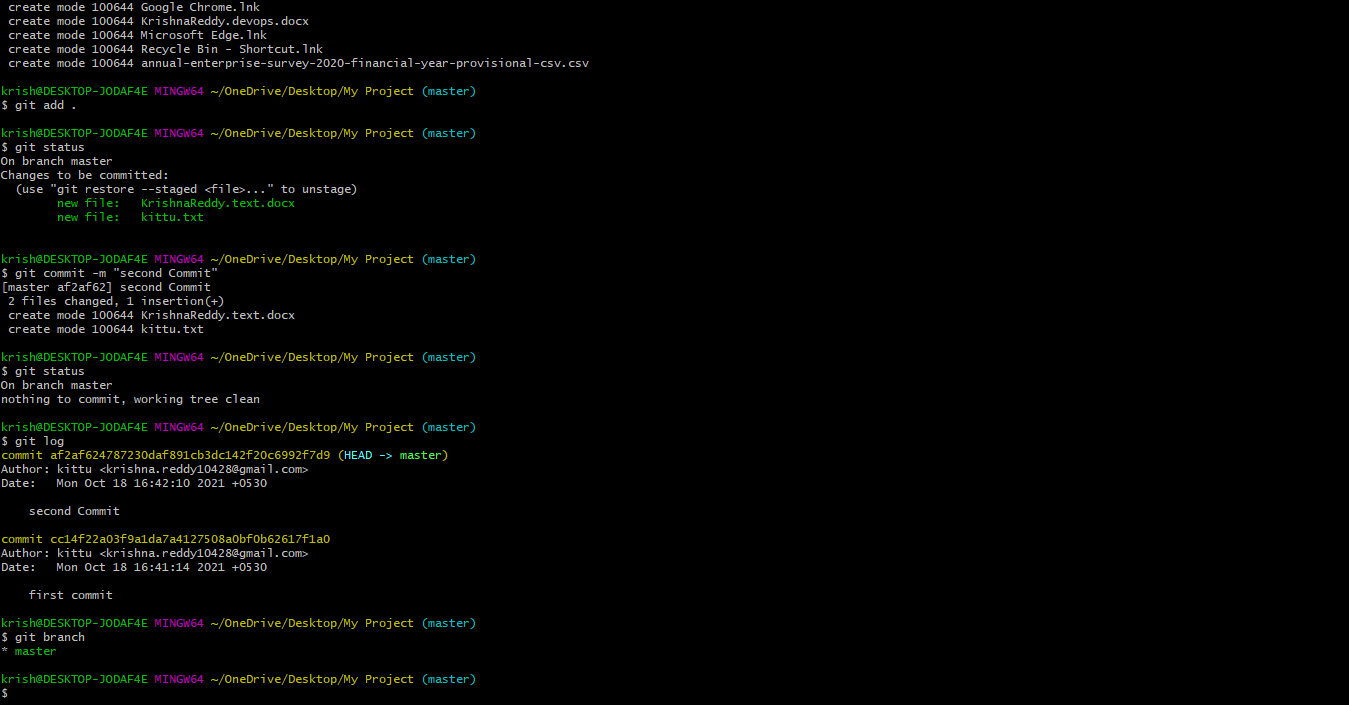 create mode 100644 Google Chrome.lnk
create mode 100644 KrishnaReddy.devops.docx
create mode 100644 Microsoft Edge.lnk
create mode 100644 Recycle Bin - Shortcut.lnk
create mode 100644 annual-enterprise-survey-2020-financial-year-provisional-csv.csv
krish@DESKTOP-JODAF4E MINGW64 ~/OneDrive/Desktop/My Project (master)
$ git add .
krish@DESKTOP-JODAF4E MINGW64 ~/OneDrive/Desktop/My Project (master)
$ git status
On branch master
Changes to be committed:
  (use "git restore --staged <file>..." to unstage)
        new file:   KrishnaReddy.text.docx
        new file:   kittu.txt
krish@DESKTOP-JODAF4E MINGW64 ~/OneDrive/Desktop/My Project (master)
$ git commit -m "second Commit"
[master af2af62] second Commit
 2 files changed, 1 insertion(+)
 create mode 100644 KrishnaReddy.text.docx
 create mode 100644 kittu.txt
krish@DESKTOP-JODAF4E MINGW64 ~/OneDrive/Desktop/My Project (master)
$ git status
On branch master
nothing to commit, working tree clean
krish@DESKTOP-JODAF4E MINGW64 ~/OneDrive/Desktop/My Project (master)
$ git log
commit af2af624787230daf891cb3dc142f20c6992f7d9 (HEAD -> master)
Author: kittu <krishna.reddy10428@gmail.com>
Date:   Mon Oct 18 16:42:10 2021 +0530
    second Commit
commit cc14f22a03f9a1da7a4127508a0bf0b62617f1a0
Author: kittu <krishna.reddy10428@gmail.com>
Date:   Mon Oct 18 16:41:14 2021 +0530
    first commit
krish@DESKTOP-JODAF4E MINGW64 ~/OneDrive/Desktop/My Project (master)
$ git branch
* master
krish@DESKTOP-JODAF4E MINGW64 ~/OneDrive/Desktop/My Project (master)
$